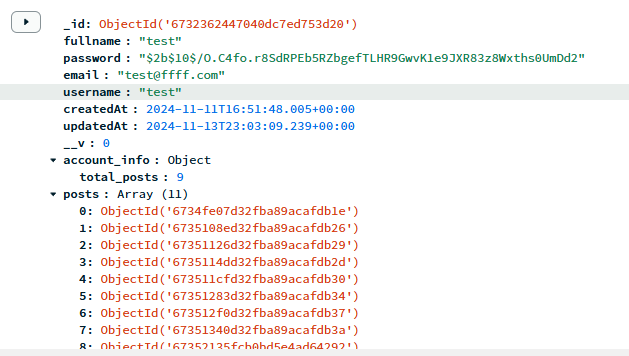 _id: ObjectId('6732362447040dc7ed753d20')
fullname : "test"
password : "$2b$10$/O.C4fo.r8SdRPEb5RZbgefTLHR9GwvKle9JXR83z8Wxths0UmDd2"
email : "test@ffff.com"
username : "test"
createdAt : 2024-11-11T16:51:48.005+00:00
updatedAt : 2024-11-13T23:03:09.239+00:00
__v : 0
account_info : Object
total_posts : 9
posts : Array (11)
0: ObjectId('6734fe07d32fba89acafdb1e')
1: ObjectId('6735108ed32fba89acafdb26')
2: ObjectId('67351126d32fba89acafdb29')
3: ObjectId('6735114dd32fba89acafdb2d')
4: ObjectId('673511cfd32fba89acafdb30')
5: ObjectId('67351283d32fba89acafdb34')
6: ObjectId('673512f0d32fba89acafdb37')
7: ObjectId('67351340d32fba89acafdb3a')
8: ObjectId('67352135fcb0bd5e4ad64292')